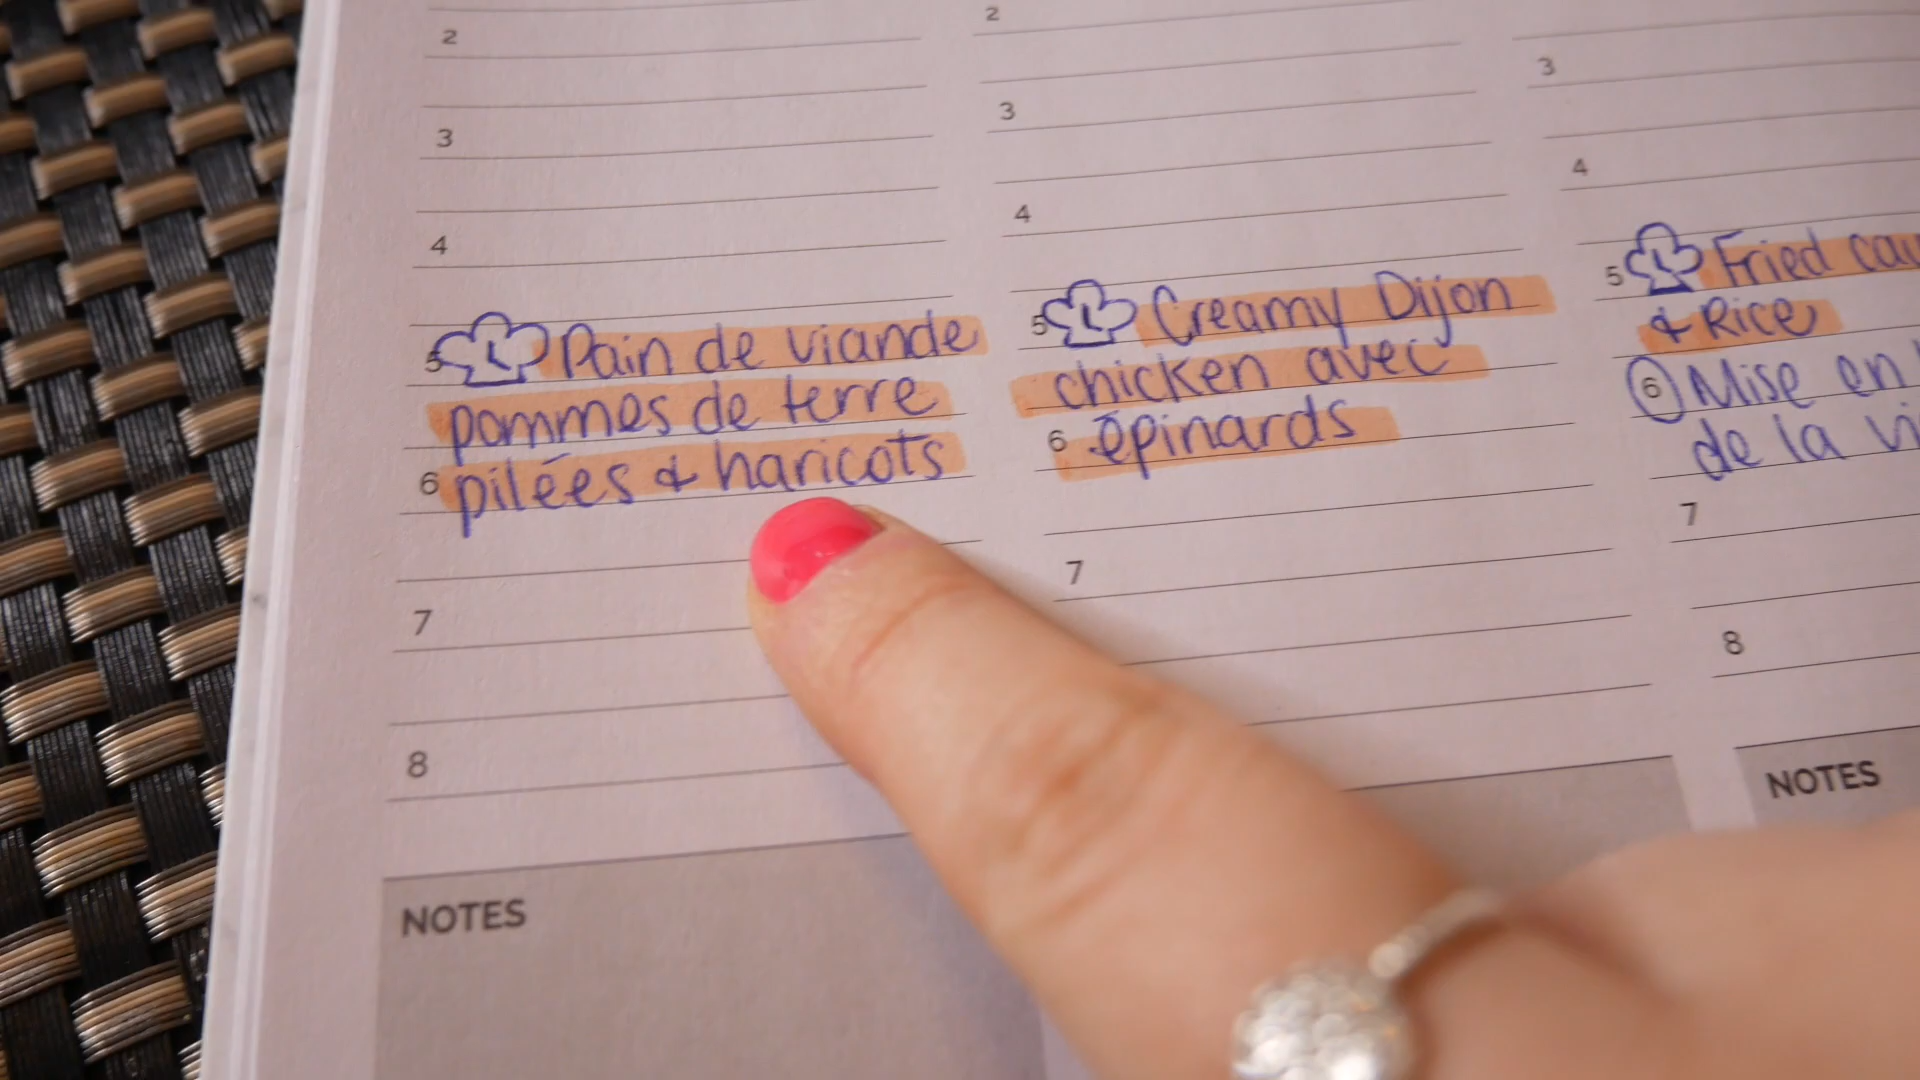 2
3
4
5 Pain de viande
pommes de terre
6 pilées & haricots
7
8
NOTES
2
3
4
5 Creamy Dijon
chicken avec
6 épinards
7
3
4
5 Fried
& Rice
6 Mise en
de la
7
8
NOTES